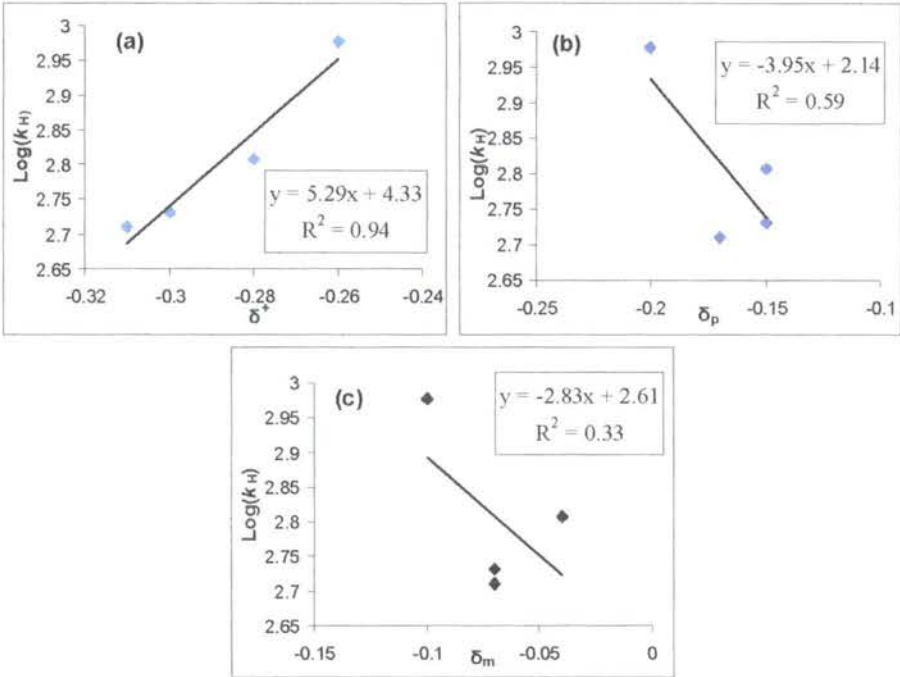 (a)
3
2.95
2.9
2.85
2.8
2.75
2.7
2.65
Log(k H)
y = 5.29x + 4.33
R² = 0.94
-0.32 -0.3 -0.28 -0.26 -0.24
δ⁺
(b)
3
2.95
2.9
2.85
2.8
2.75
2.7
2.65
Log(k H)
y = -3.95x + 2.14
R² = 0.59
-0.25 -0.2 -0.15 -0.1
δp
(c)
3
2.95
2.9
2.85
2.8
2.75
2.7
2.65
Log(k H)
y = -2.83x + 2.61
R² = 0.33
-0.15 -0.1 -0.05 0
δm